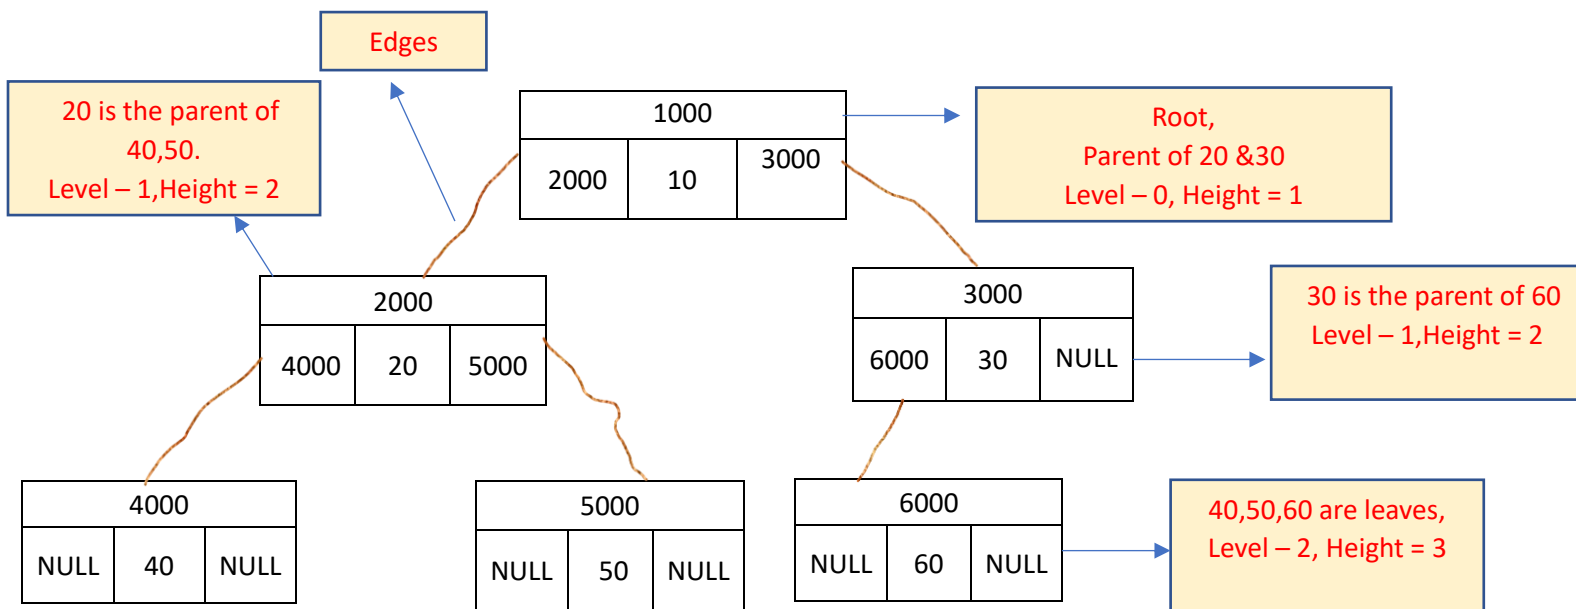 Edges
20 is the parent of
40,50.
Level – 1,Height = 2
1000
2000 10 3000
Root,
Parent of 20 &30
Level – 0, Height = 1
2000
4000 20 5000
3000
6000 30 NULL
30 is the parent of 60
Level – 1,Height = 2
4000
NULL 40 NULL
5000
NULL 50 NULL
6000
NULL 60 NULL
40,50,60 are leaves,
Level – 2, Height = 3